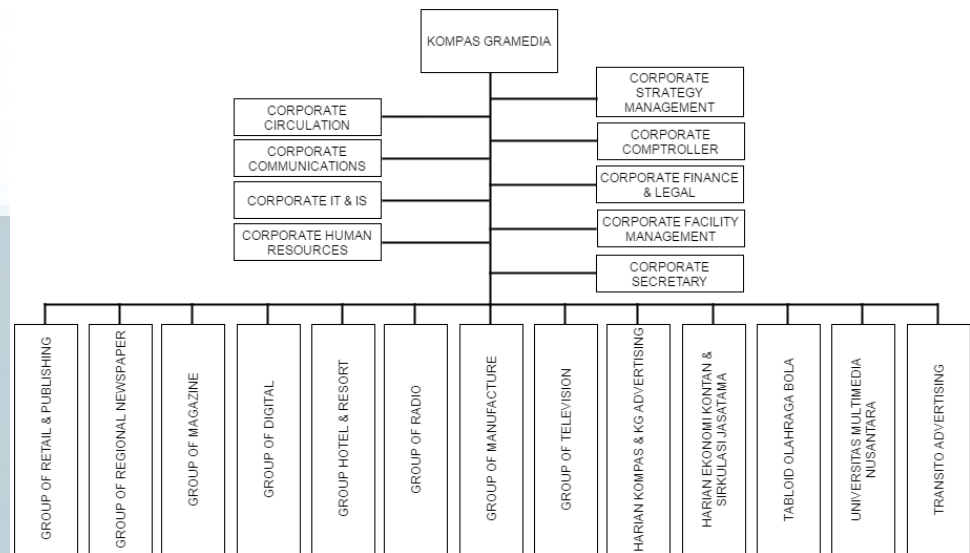 KOMPAS GRAMEDIA
CORPORATE
STRATEGY
MANAGEMENT
CORPORATE
CIRCULATION
CORPORATE
COMPTROLLER
CORPORATE
COMMUNICATIONS
CORPORATE FINANCE
& LEGAL
CORPORATE IT & IS
CORPORATE FACILITY
MANAGEMENT
CORPORATE HUMAN
RESOURCES
CORPORATE
SECRETARY
GROUP OF RETAIL & PUBLISHING
GROUP OF REGIONAL NEWSPAPER
GROUP OF MAGAZINE
GROUP OF DIGITAL
GROUP HOTEL & RESORT
GROUP OF RADIO
GROUP OF MANUFACTURE
GROUP OF TELEVISION
HARIAN KOMPAS & KG ADVERTISING
HARIAN EKONOMI KONTAN &
SIRKULASI JASATAMA
TABLOID OLAHRAGA BOLA
UNIVERSITAS MULTIMEDIA
NUSANTARA
TRANSITO ADVERTISING